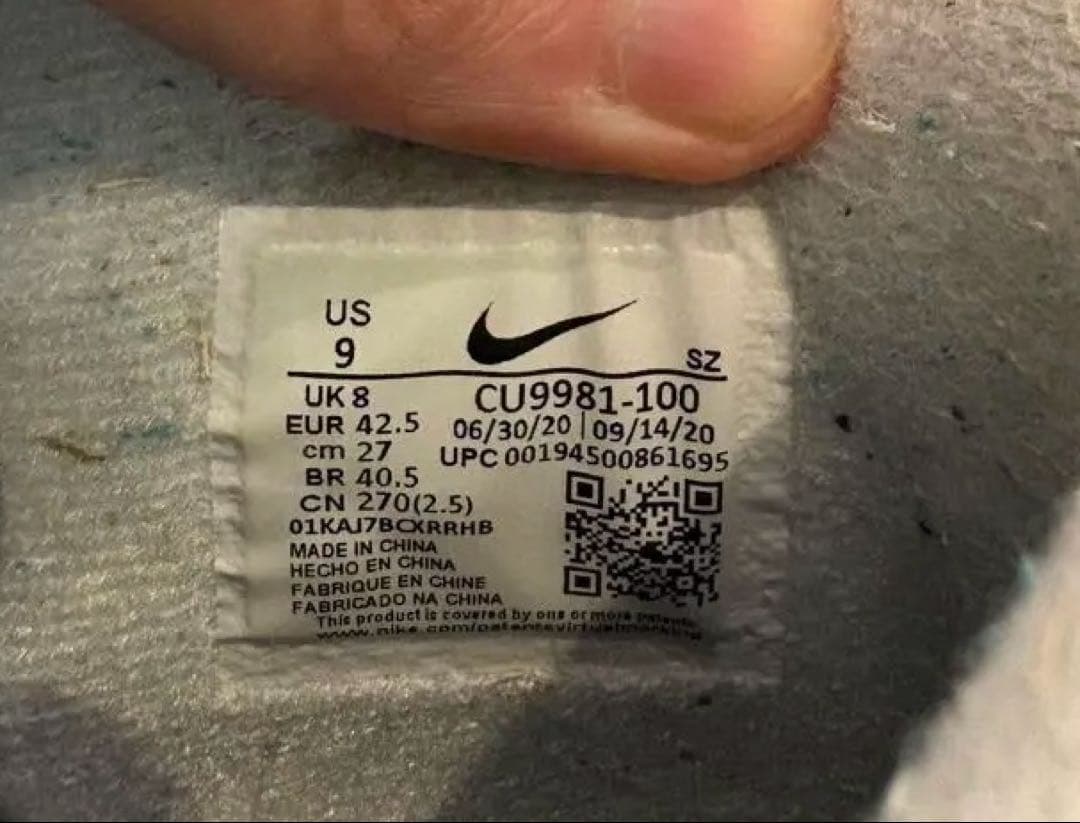 US
9
SZ
UK 8
CU9981-100
EUR 42.5
06/30/20 | 09/14/20
cm 27
UPC 00194500861695
BR 40.5
CN 270(2.5)
01KAJ7BCXRRHB
MADE IN CHINA
HECHO EN CHINA
FABRIQUE EN CHINE
FABRICADO NA CHINA
This product is covered by one or more patents
www.nike.com/patentsvirtualmarking